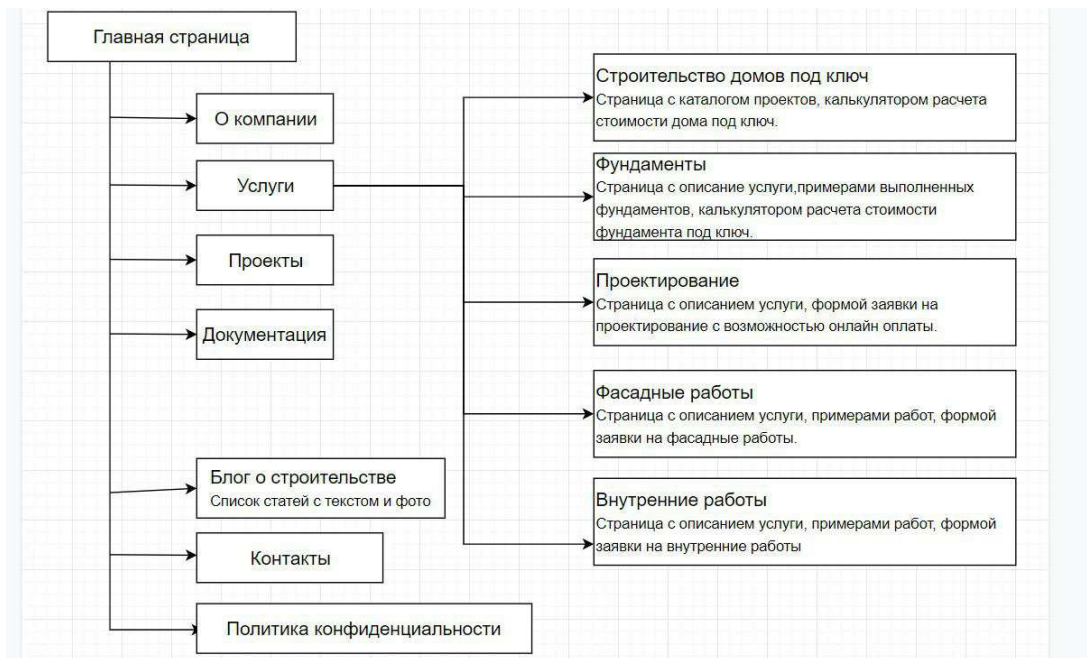 Главная страница
О компании
Услуги
Проекты
Документация
Блог о строительстве
Список статей с текстом и фото
Контакты
Политика конфиденциальности
Строительство домов под ключ
Страница с каталогом проектов, калькулятором расчета
стоимости дома под ключ.
Фундаменты
Страница с описание услуги,примерами выполненных
фундаментов, калькулятором расчета стоимости
фундамента под ключ.
Проектирование
Страница с описанием услуги, формой заявки на
проектирование с возможностью онлайн оплаты.
Фасадные работы
Страница с описанием услуги, примерами работ, формой
заявки на фасадные работы.
Внутренние работы
Страница с описанием услуги, примерами работ, формой
заявки на внутренние работы